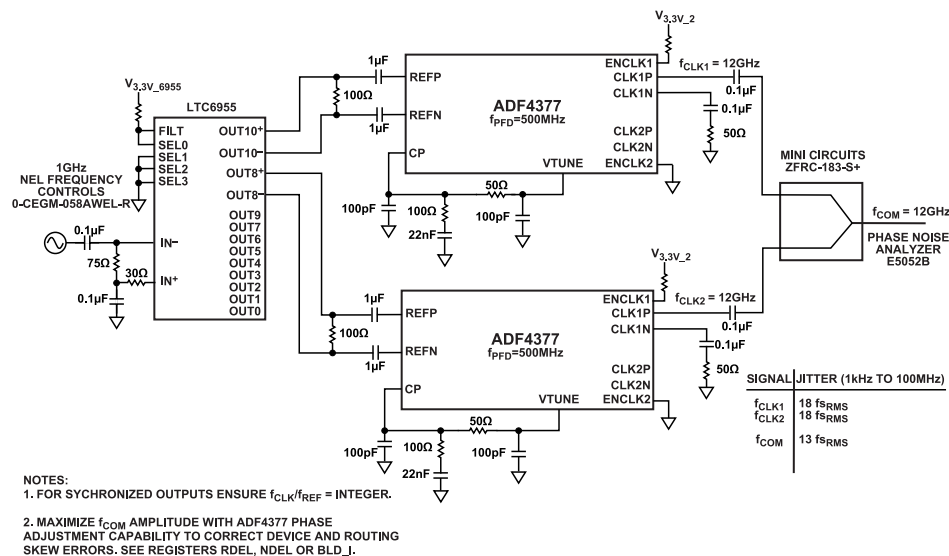 V3.3V_6955
LTC6955
FILT
SEL0
SEL1
SEL2
SEL3
1GHz
NEL FREQUENCY
CONTROLS
0-CEGM-058AWEL-R
0.1µF
75Ω
30Ω
0.1µF
IN–
IN+
OUT10+
OUT10–
OUT8+
OUT8–
OUT9
OUT7
OUT6
OUT5
OUT4
OUT3
OUT2
OUT1
OUT0
1µF
100Ω
1µF
REFP
REFN
CP
ADF4377
fPFD=500MHz
VTUNE
ENCLK1
CLK1P
CLK1N
CLK2P
CLK2N
ENCLK2
V3.3V_2
fCLK1 = 12GHz
0.1µF
0.1µF
50Ω
50Ω
100pF
100Ω
22nF
100pF
1µF
100Ω
1µF
REFP
REFN
CP
ADF4377
fPFD=500MHz
VTUNE
ENCLK1
CLK1P
CLK1N
CLK2P
CLK2N
ENCLK2
V3.3V_2
fCLK2 = 12GHz
0.1µF
0.1µF
50Ω
50Ω
100pF
100Ω
22nF
100pF
MINI CIRCUITS
ZFRC-183-S+
fCOM = 12GHz
PHASE NOISE
ANALYZER
E5052B
SIGNAL JITTER (1kHz TO 100MHz)
fCLK1 18 fsRMS
fCLK2 18 fsRMS
fCOM 13 fsRMS
NOTES:
1. FOR SYCHRONIZED OUTPUTS ENSURE fCLK/fREF = INTEGER.
2. MAXIMIZE fCOM AMPLITUDE WITH ADF4377 PHASE
ADJUSTMENT CAPABILITY TO CORRECT DEVICE AND ROUTING
SKEW ERRORS. SEE REGISTERS RDEL, NDEL OR BLD_I.